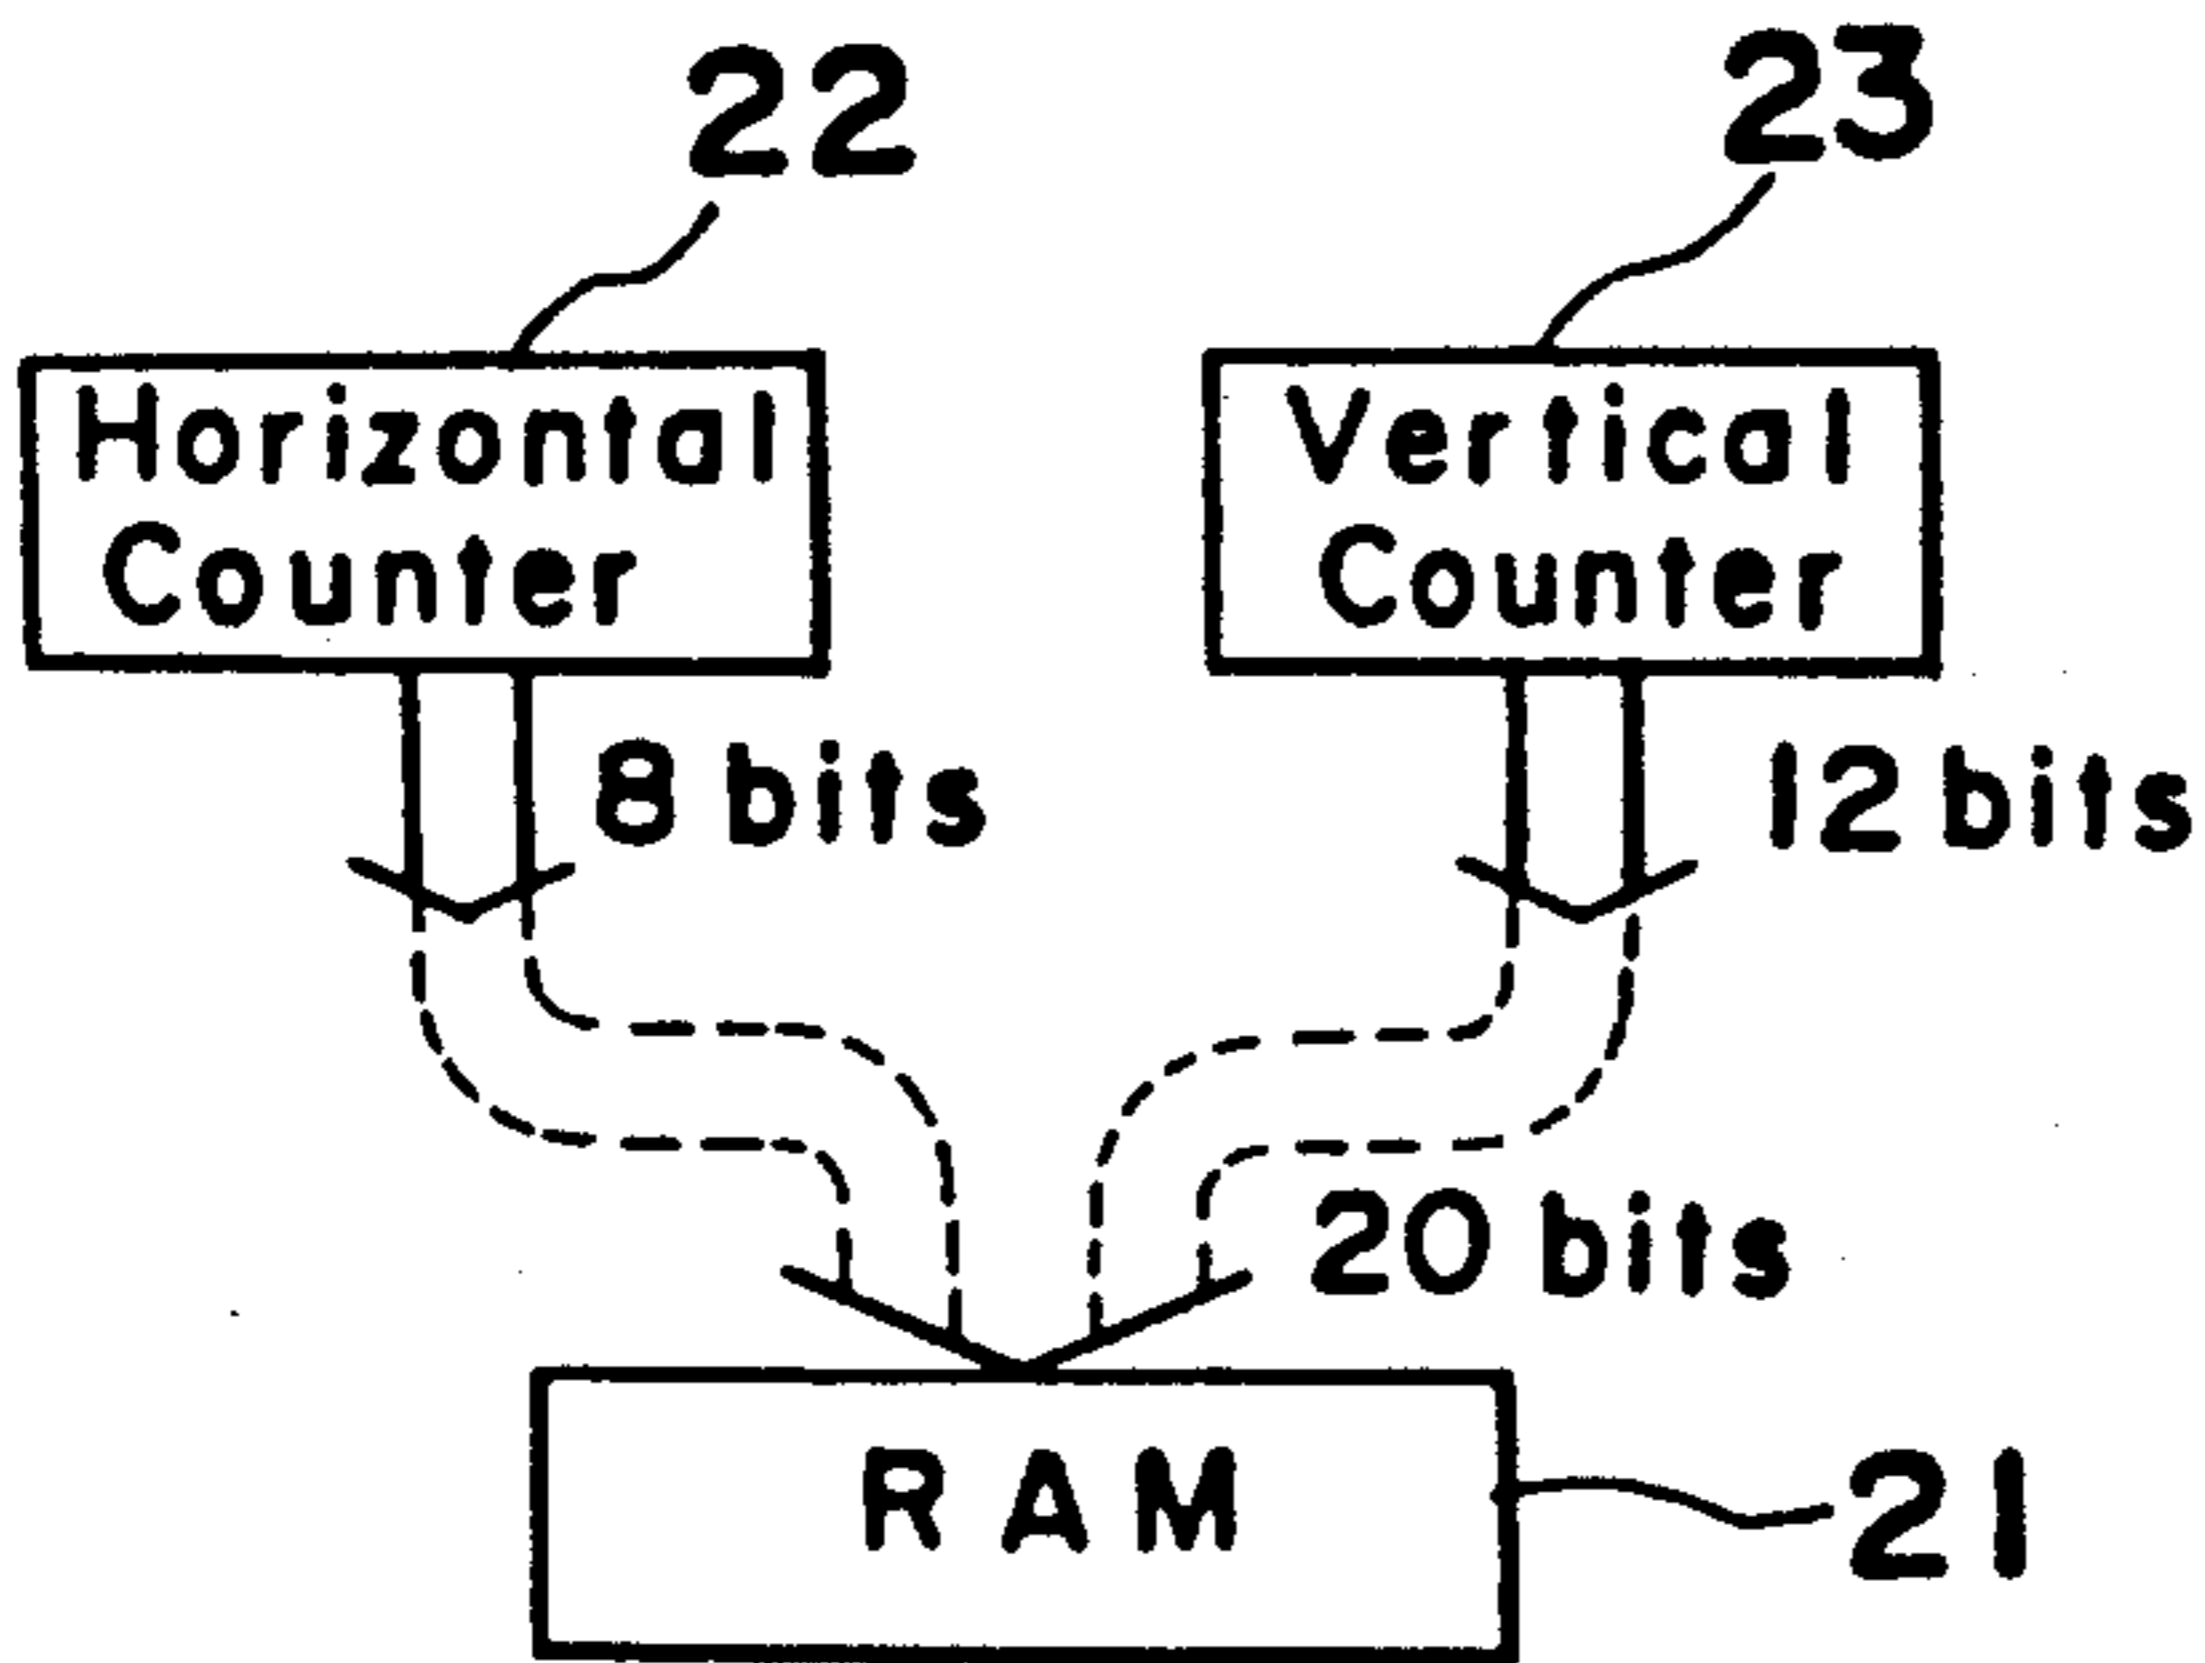 22
23
Horizontal
Counter
Vertical
Counter
8 bits
12 bits
20 bits
RAM
21